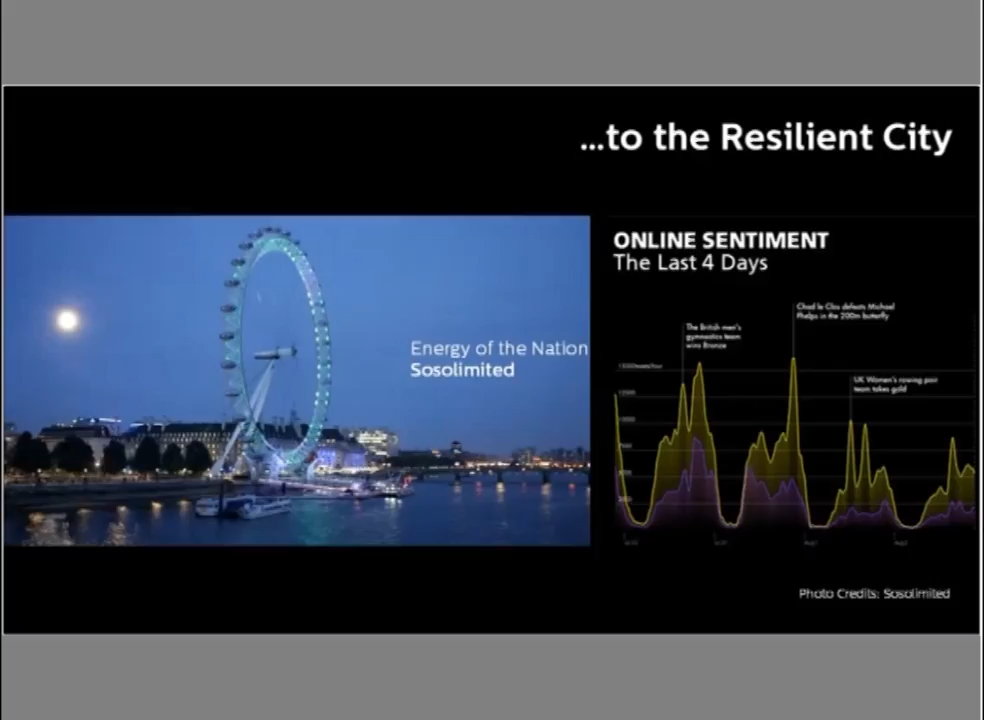 ...to the Resilient City
Energy of the Nation
Sosolimited
ONLINE SENTIMENT
The Last 4 Days
Chad le Clos defeats Michael
Phelps in the 200m butterfly
The British men's
gymnastics team
wins Bronze
UK Women's rowing pair
team takes gold
Photo Credits: Sosolimited